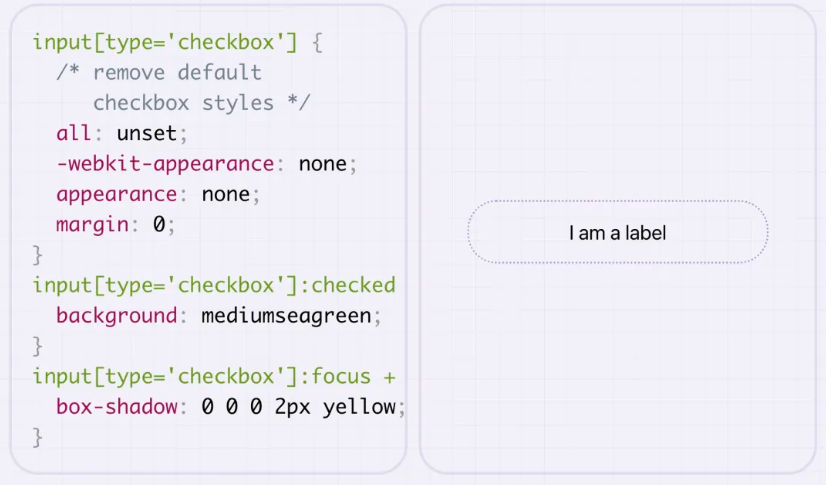 input[type='checkbox'] {
/* remove default
checkbox styles */
all: unset;
-webkit-appearance: none;
appearance: none;
margin: 0;
}
input[type='checkbox']:checked
background: mediumseagreen;
}
input[type='checkbox']:focus +
box-shadow: 0 0 0 2px yellow;
}
I am a label